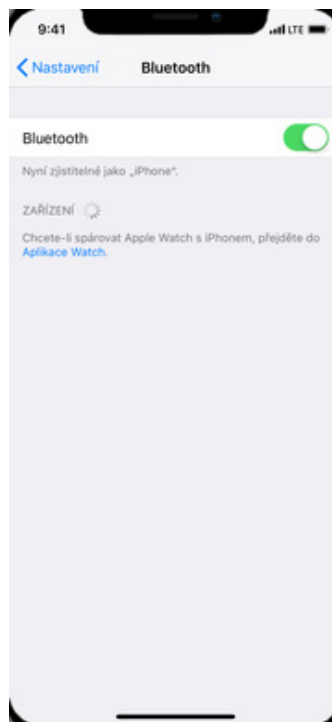 9:41 LTE
Nastavení Bluetooth
Bluetooth
Nyní zjistitelné jako „iPhone“.
ZAŘÍZENÍ
Chcete-li spárovat Apple Watch s iPhonem, přejděte do
Aplikace Watch.